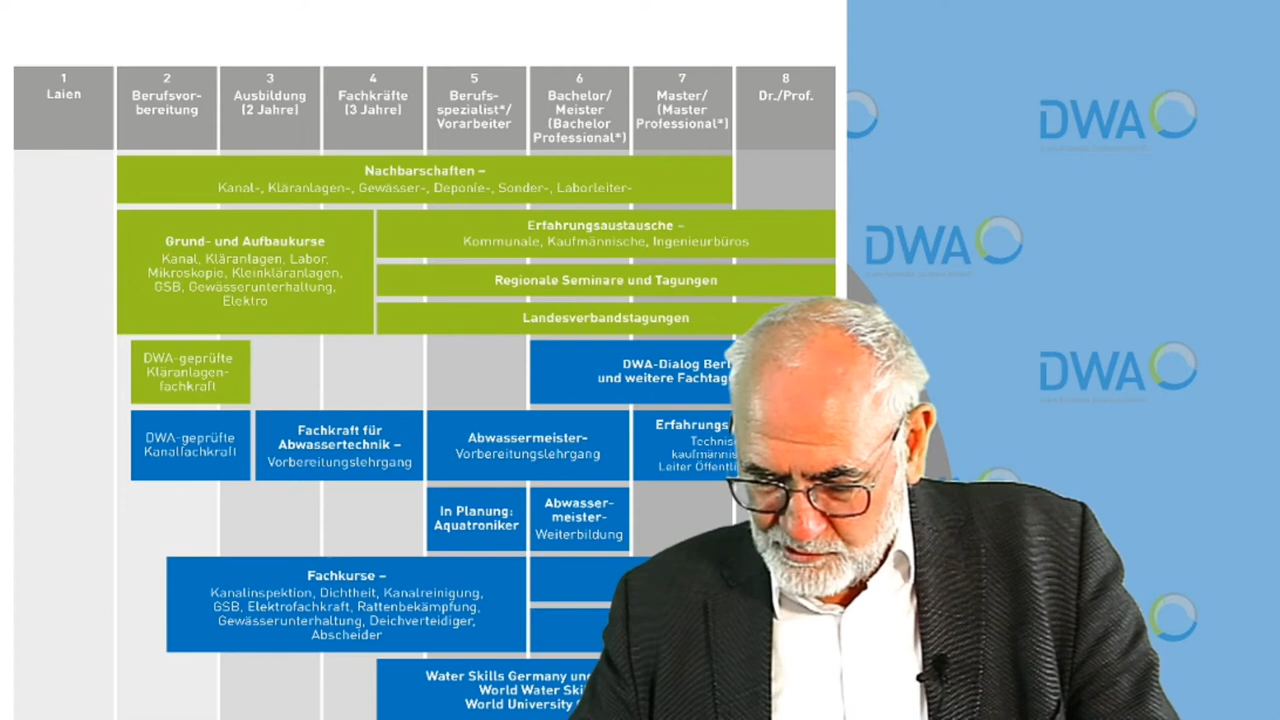 1
Laien
2
Berufsvor-
bereitung
3
Ausbildung
(2 Jahre)
4
Fachkräfte
(3 Jahre)
5
Berufs-
spezialist*/
Vorarbeiter
6
Bachelor/
Meister
(Bachelor
Professional*)
7
Master/
(Master
Professional*)
8
Dr./Prof.
Nachbarschaften –
Kanal-, Kläranlagen-, Gewässer-, Deponie-, Sonder-, Laborleiter-
Grund- und Aufbaukurse
Kanal, Kläranlagen, Labor,
Mikroskopie, Kleinkläranlagen,
GSB, Gewässerunterhaltung,
Elektro
Erfahrungsaustausche –
Kommunale, Kaufmännische, Ingenieurbüros
Regionale Seminare und Tagungen
Landesverbandstagungen
DWA-geprüfte
Kläranlagen-
fachkraft
DWA-Dialog
und weitere
DWA-geprüfte
Kanalfachkraft
Fachkraft für
Abwassertechnik –
Vorbereitungslehrgang
Abwassermeister-
Vorbereitungslehrgang
Leiter
In Planung:
Aquatroniker
Abwasser-
meister-
Weiterbildung
Fachkurse –
Kanalinspektion, Dichtheit, Kanalreinigung,
GSB, Elektrofachkraft, Rattenbekämpfung,
Gewässerunterhaltung, Deichverteidiger,
Abscheider
Water Skills Germany
World Water
World University
DWA
DWA
DWA